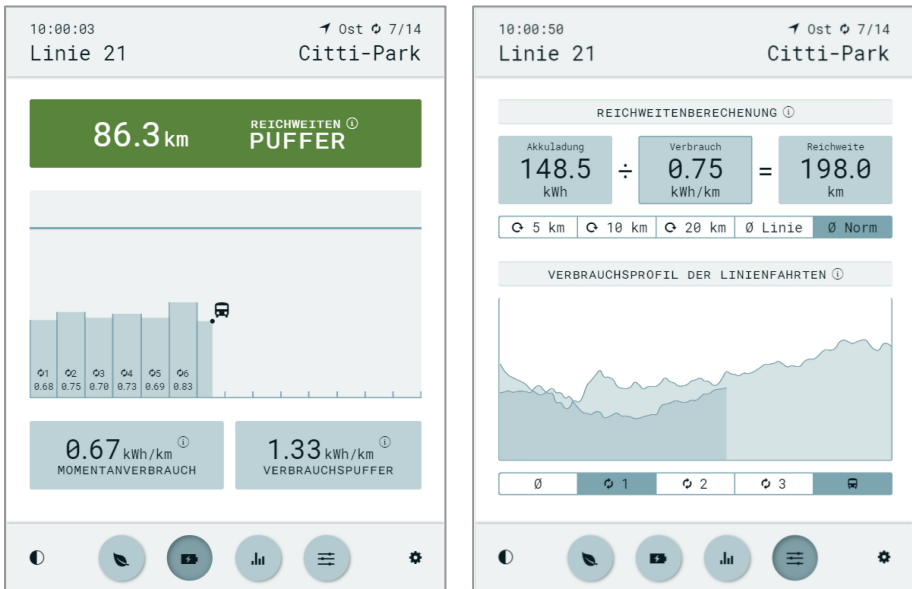 10:00:03
Ost 7/14
Linie 21
Citti-Park
86.3 km
REICHWEITEN
PUFFER
1 2 3 4 5 6
0.68 0.75 0.70 0.73 0.69 0.83
0.67 kWh/km
MOMENTANVERBRAUCH
1.33 kWh/km
VERBRAUCHSPUFFER
10:00:50
Ost 7/14
Linie 21
Citti-Park
REICHWEITENBERECHENUNG
Akkuladung
148.5
kWh
÷
Verbrauch
0.75
kWh/km
=
Reichweite
198.0
km
5 km 10 km 20 km Ø Linie Ø Norm
VERBRAUCHSPROFIL DER LINIENFAHRTEN
Ø 1 2 3